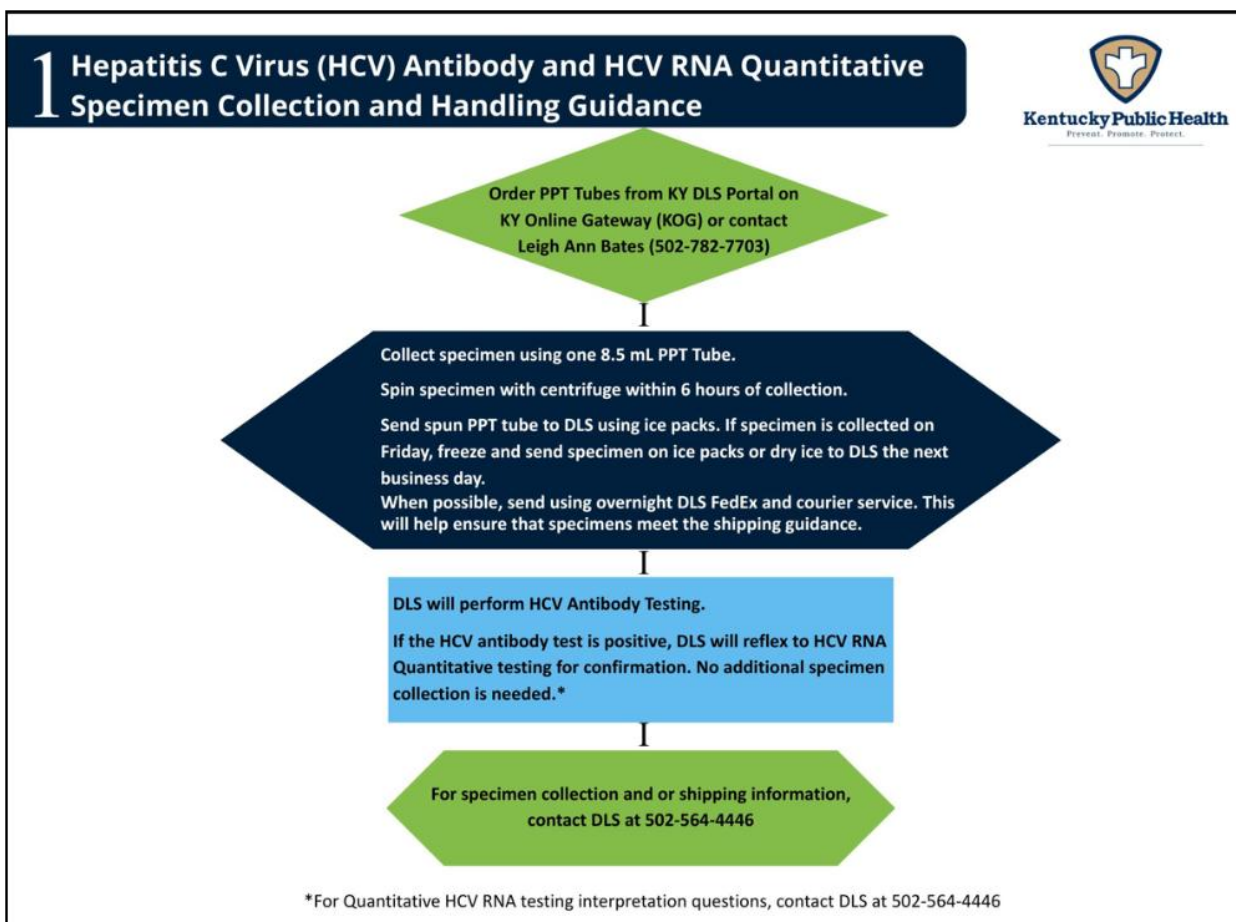 1 Hepatitis C Virus (HCV) Antibody and HCV RNA Quantitative
Specimen Collection and Handling Guidance
Kentucky Public Health
Prevent. Promote. Protect.
Order PPT Tubes from KY DLS Portal on
KY Online Gateway (KOG) or contact
Leigh Ann Bates (502-782-7703)
Collect specimen using one 8.5 mL PPT Tube.
Spin specimen with centrifuge within 6 hours of collection.
Send spun PPT tube to DLS using ice packs. If specimen is collected on
Friday, freeze and send specimen on ice packs or dry ice to DLS the next
business day.
When possible, send using overnight DLS FedEx and courier service. This
will help ensure that specimens meet the shipping guidance.
DLS will perform HCV Antibody Testing.
If the HCV antibody test is positive, DLS will reflex to HCV RNA
Quantitative testing for confirmation. No additional specimen
collection is needed.*
For specimen collection and or shipping information,
contact DLS at 502-564-4446
*For Quantitative HCV RNA testing interpretation questions, contact DLS at 502-564-4446